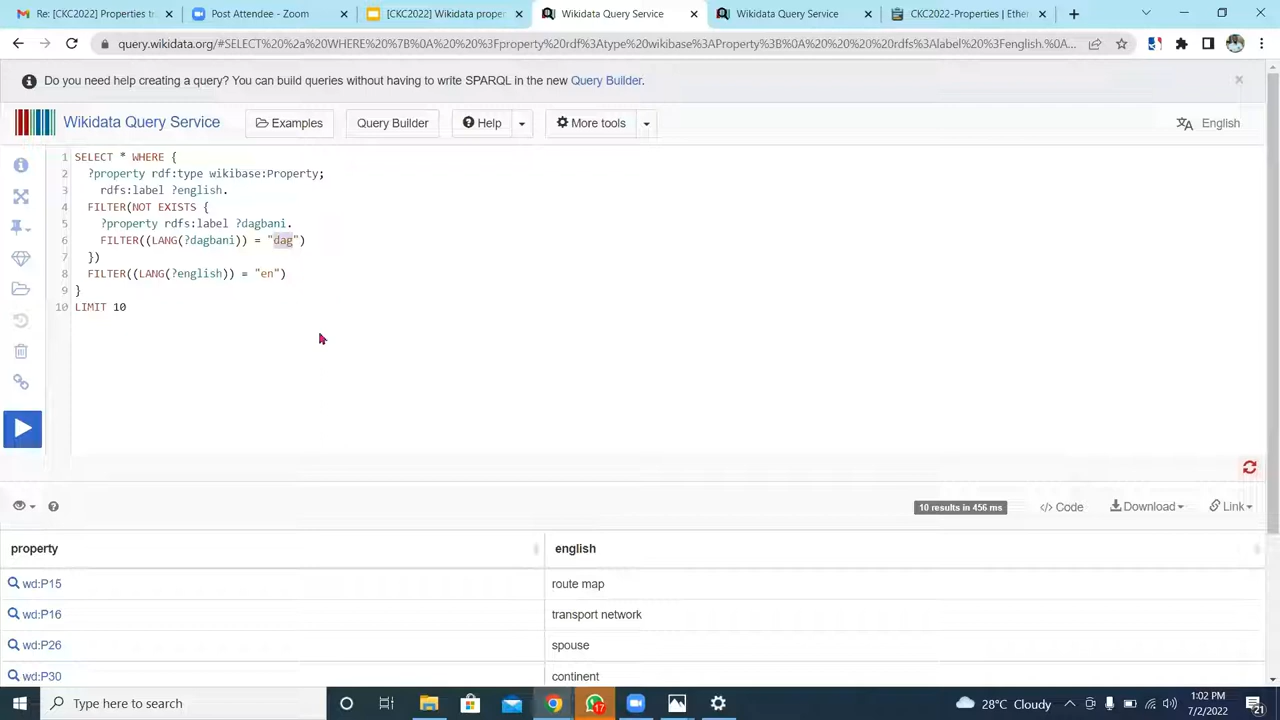 Re: CKC2022 - properties
Post Attendee - Zoom
[CKC2022] Wikidata proper
Wikidata Query Service
Wikidata Query Service
CKC2022-Properties | Ether
query.wikidata.org/#SELECT%20%2a%20WHERE%20%7B%0A%20%20%3Fproperty%20rdf%3Atype%20wikibase%3AProperty%3B%0A%20%20%20%20rdfs%3Alabel%20%3Fenglish.%0A...
Do you need help creating a query? You can build queries without having to write SPARQL in the new Query Builder.
Wikidata Query Service
Examples
Query Builder
Help
More tools
English
1 SELECT * WHERE {
2 ?property rdf:type wikibase:Property;
3 rdfs:label ?english.
4 FILTER(NOT EXISTS {
5 ?property rdfs:label ?dagbani.
6 FILTER((LANG(?dagbani)) = "dag")
7 })
8 FILTER((LANG(?english)) = "en")
9 }
10 LIMIT 10
10 results in 456 ms
</> Code
Download
Link
property english
wd:P15 route map
wd:P16 transport network
wd:P26 spouse
wd:P30 continent
Type here to search
17
28°C Cloudy
1:02 PM
7/2/2022
21